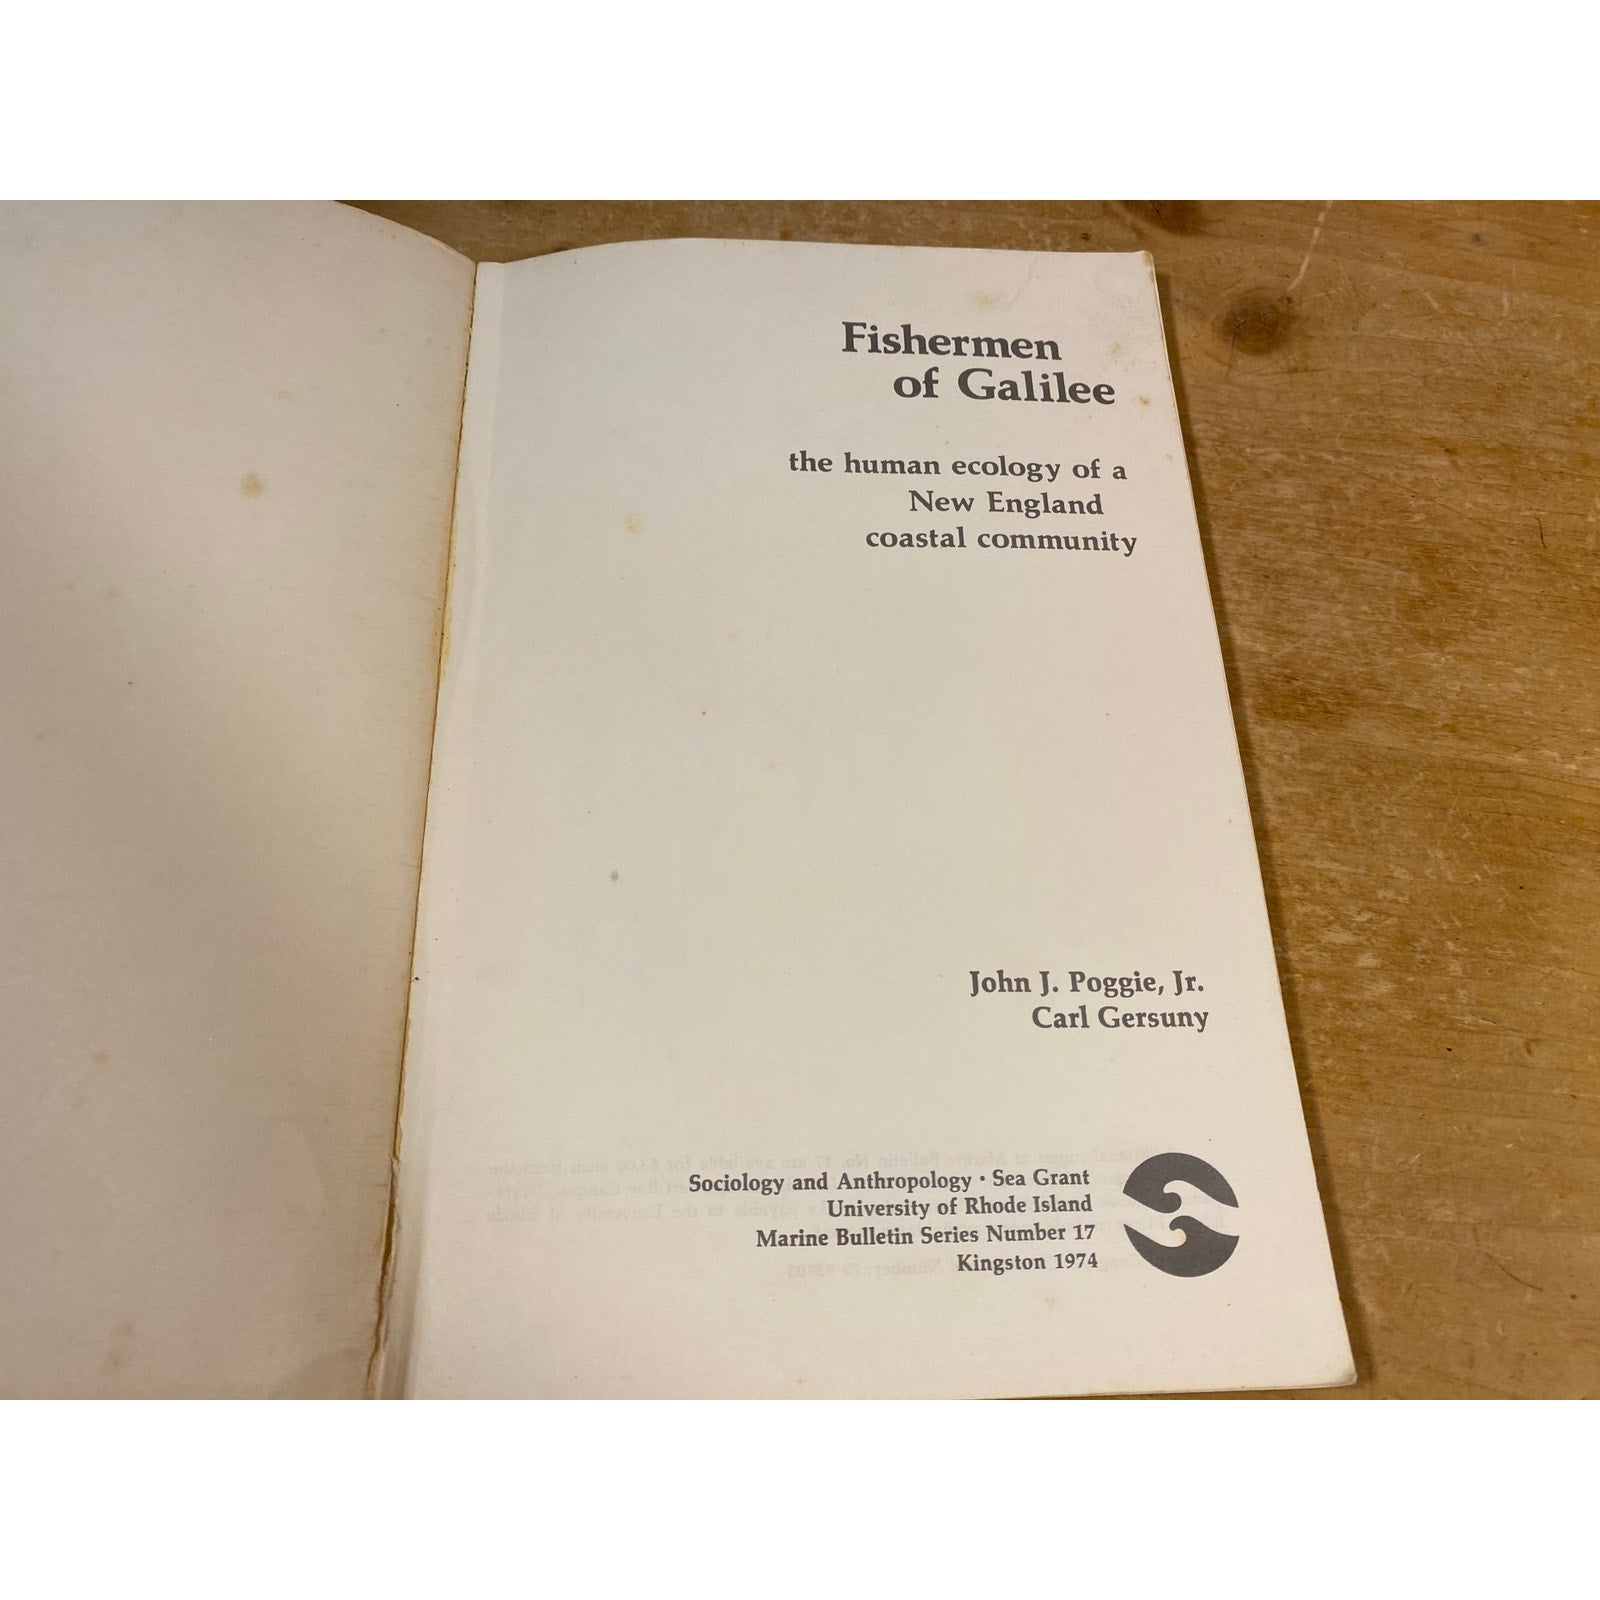 Fishermen
of Galilee
the human ecology of a
New England
coastal community
John J. Poggie, Jr.
Carl Gersuny
Sociology and Anthropology • Sea Grant
University of Rhode Island
Marine Bulletin Series Number 17
Kingston 1974